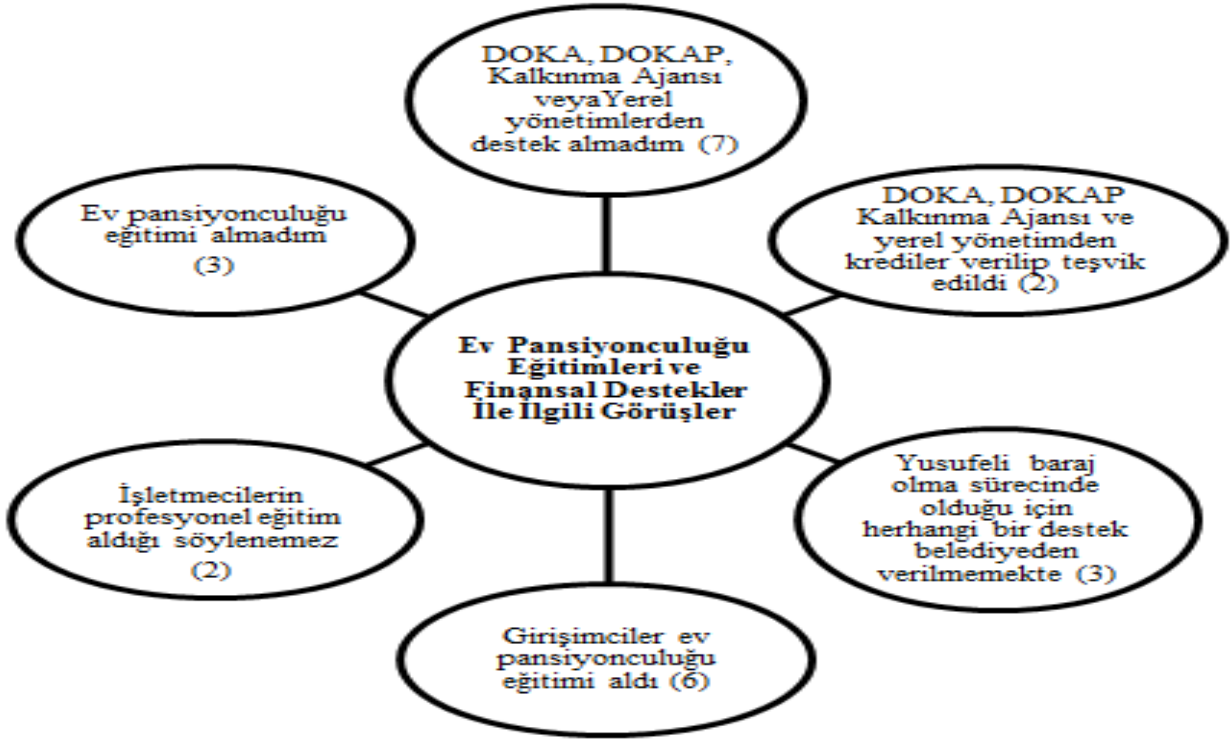 DOKA, DOKAP,
Kalkınma Ajansı
veyaYerel
yönetimlerden
destek almadım (7)
DOKA, DOKAP
Kalkınma Ajansı ve
yerel yönetimden
krediler verilip teşvik
edildi (2)
Ev pansiyonculuğu
eğitimi almadım
(3)
Ev Pansiyonculuğu
Eğitimleri ve
Finansal Destekler
İle İlgili Görüşler
Yusufeli baraj
olma sürecinde
olduğu için
herhangi bir destek
belediyeden
verilmemekte (3)
İşletmecilerin
profesyonel eğitim
aldığı söylenemez
(2)
Girişimciler ev
pansiyonculuğu
eğitimi aldı (6)